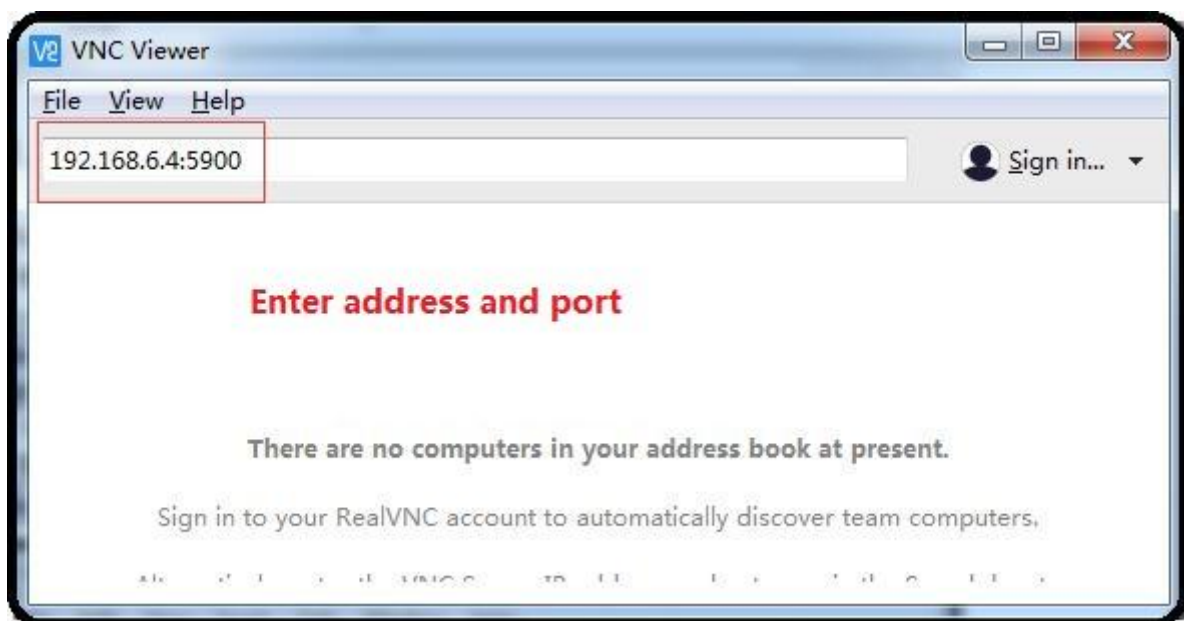 VNC Viewer
File View Help
192.168.6.4:5900
Sign in...
Enter address and port
There are no computers in your address book at present.
Sign in to your RealVNC account to automatically discover team computers.